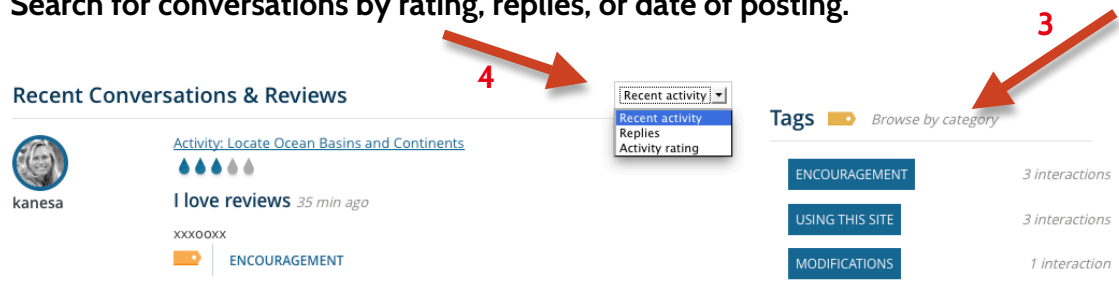 Search for conversations by rating, replies, or date of posting.
3
4
Recent Conversations & Reviews
Recent activity
Recent activity
Replies
Activity rating
Tags Browse by category
Activity: Locate Ocean Basins and Continents
kanesa
I love reviews 35 min ago
xxxooxx
ENCOURAGEMENT
ENCOURAGEMENT 3 interactions
USING THIS SITE 3 interactions
MODIFICATIONS 1 interaction